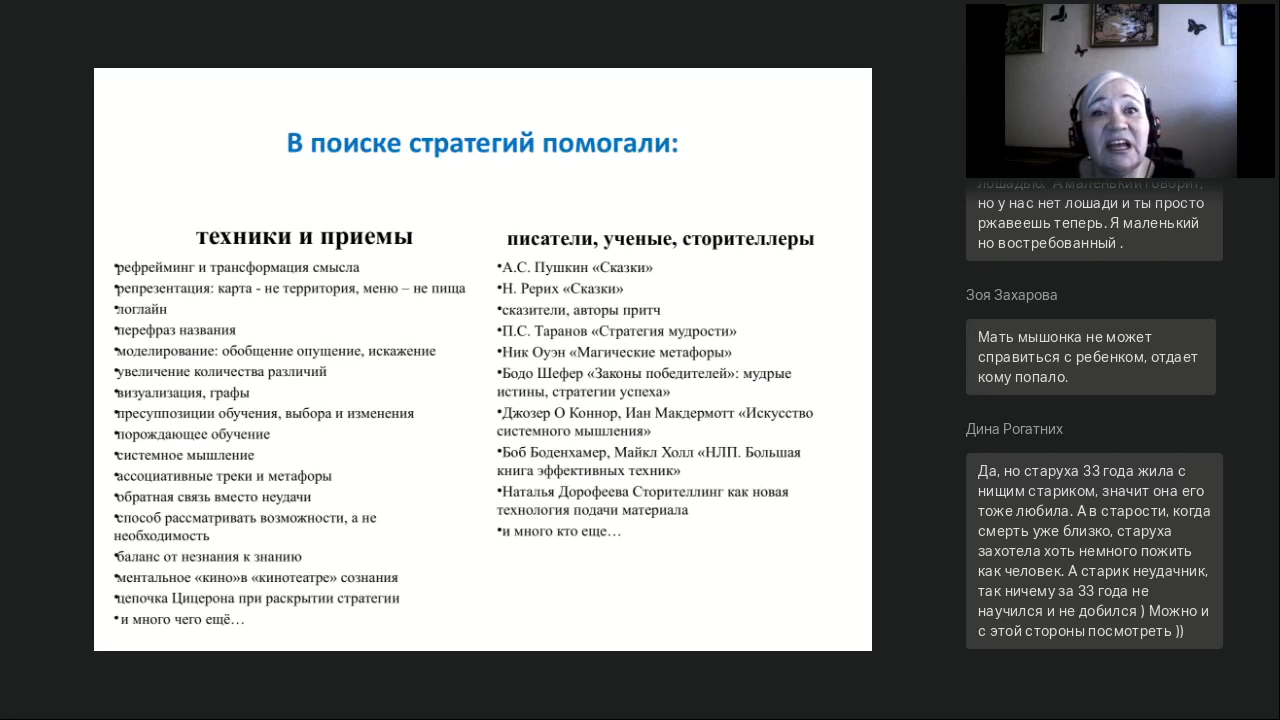 В поиске стратегий помогали:
техники и приемы
•рефрейминг и трансформация смысла
•репрезентация: карта - не территория, меню – не пища
•логлайн
•перефраз названия
•моделирование: обобщение опущение, искажение
•увеличение количества различий
•визуализация, графы
•пресуппозиции обучения, выбора и изменения
•порождающее обучение
•системное мышление
•ассоциативные треки и метафоры
•обратная связь вместо неудачи
•способ рассматривать возможности, а не
необходимость
•баланс от незнания к знанию
•ментальное «кино»в «кинотеатре» сознания
•цепочка Цицерона при раскрытии стратегии
•и много чего ещё…
писатели, ученые, сторителлеры
•А.С. Пушкин «Сказки»
•Н. Рерих «Сказки»
•сказители, авторы притч
•П.С. Таранов «Стратегия мудрости»
•Ник Оуэн «Магические метафоры»
•Бодо Шефер «Законы победителей»: мудрые
истины, стратегии успеха»
•Джозер О Коннор, Иан Макдермотт «Искусство
системного мышления»
•Боб Боденхамер, Майкл Холл «НЛП. Большая
книга эффективных техник»
•Наталья Дорофеева Сторителлинг как новая
технология подачи материала
•и много кто еще…
лошадью. А маленький говорит,
но у нас нет лошади и ты просто
ржавеешь теперь. Я маленький
но востребованный .
Зоя Захарова
Мать мышонка не может
справиться с ребенком, отдает
кому попало.
Дина Рогатних
Да, но старуха 33 года жила с
нищим стариком, значит она его
тоже любила. А в старости, когда
смерть уже близко, старуха
захотела хоть немного пожить
как человек. А старик неудачник,
так ничему за 33 года не
научился и не добился ) Можно и
с этой стороны посмотреть ))